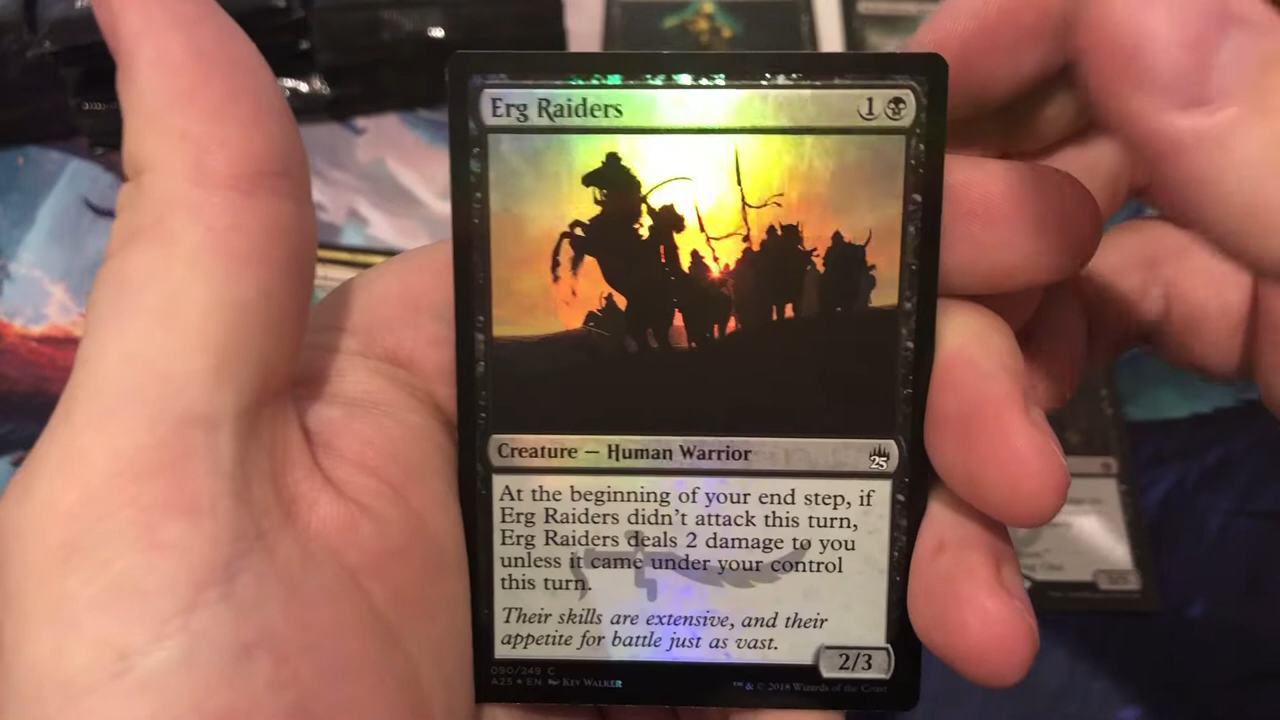 Erg Raiders 1
Creature — Human Warrior
25
At the beginning of your end step, if
Erg Raiders didn't attack this turn,
Erg Raiders deals 2 damage to you
unless it came under your control
this turn.
Their skills are extensive, and their
appetite for battle just as vast.
2/3
090/249 C
A25 ★ EN Kev Walker
™ & © 2018 Wizards of the Coast